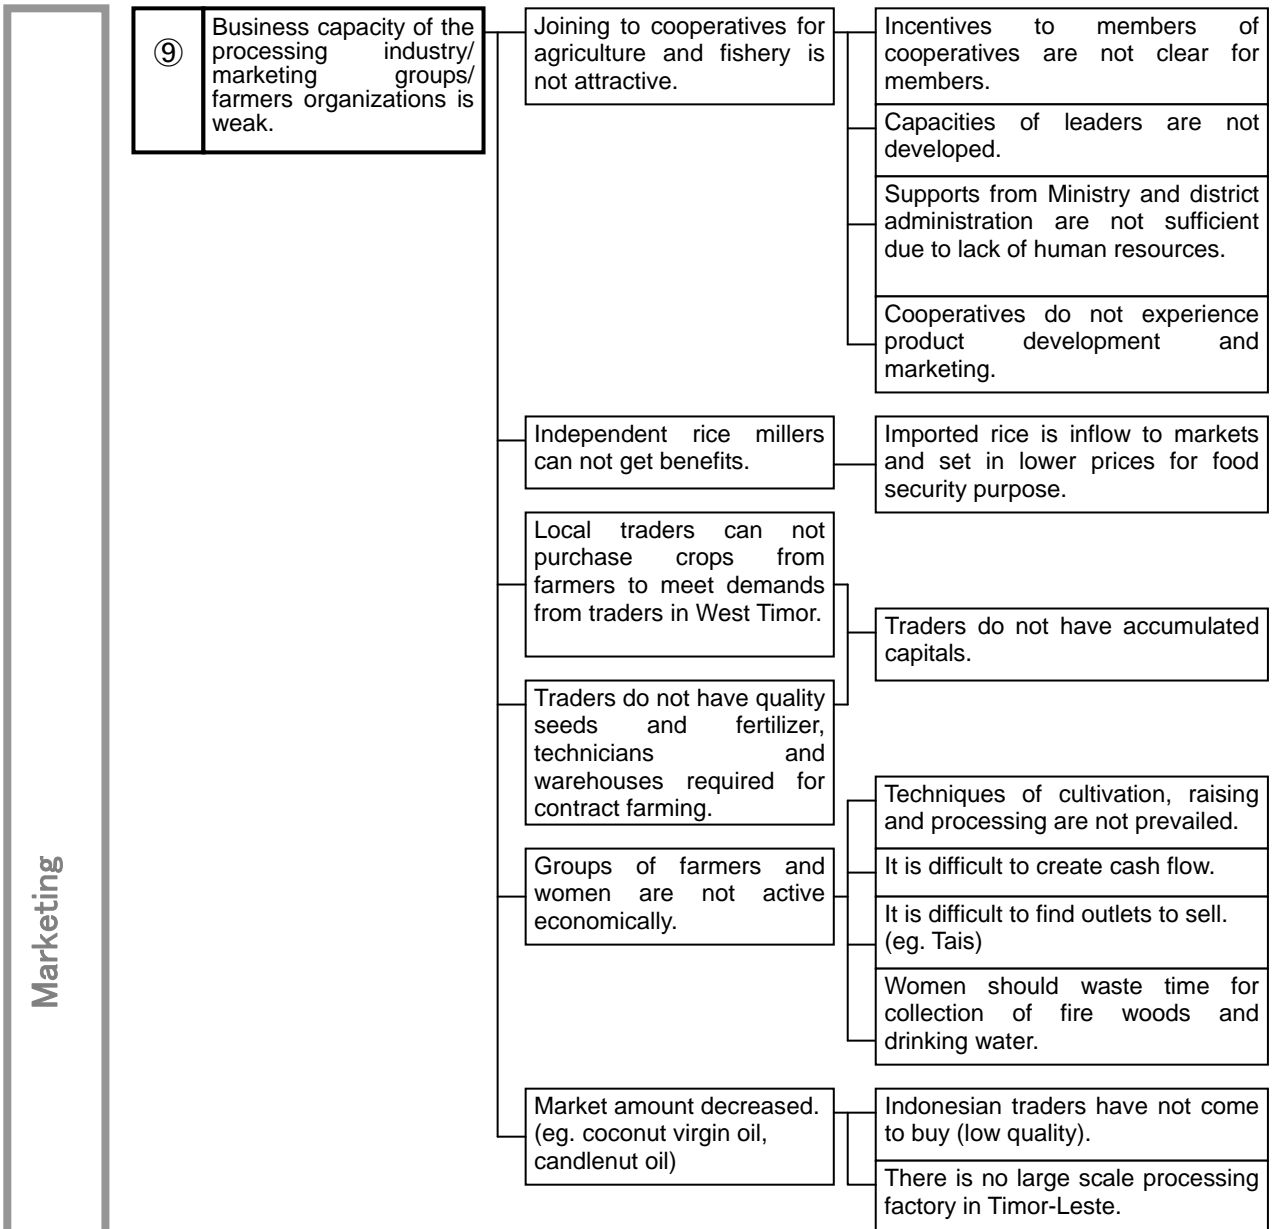 Marketing
⑨
Business capacity of the
processing industry/
marketing groups/
farmers organizations is
weak.
Joining to cooperatives for
agriculture and fishery is
not attractive.
Incentives to members of
cooperatives are not clear for
members.
Capacities of leaders are not
developed.
Supports from Ministry and district
administration are not sufficient
due to lack of human resources.
Cooperatives do not experience
product development and
marketing.
Independent rice millers
can not get benefits.
Imported rice is inflow to markets
and set in lower prices for food
security purpose.
Local traders can not
purchase crops from
farmers to meet demands
from traders in West Timor.
Traders do not have accumulated
capitals.
Traders do not have quality
seeds and fertilizer,
technicians and
warehouses required for
contract farming.
Groups of farmers and
women are not active
economically.
Techniques of cultivation, raising
and processing are not prevailed.
It is difficult to create cash flow.
It is difficult to find outlets to sell.
(eg. Tais)
Women should waste time for
collection of fire woods and
drinking water.
Market amount decreased.
(eg. coconut virgin oil,
candlenut oil)
Indonesian traders have not come
to buy (low quality).
There is no large scale processing
factory in Timor-Leste.